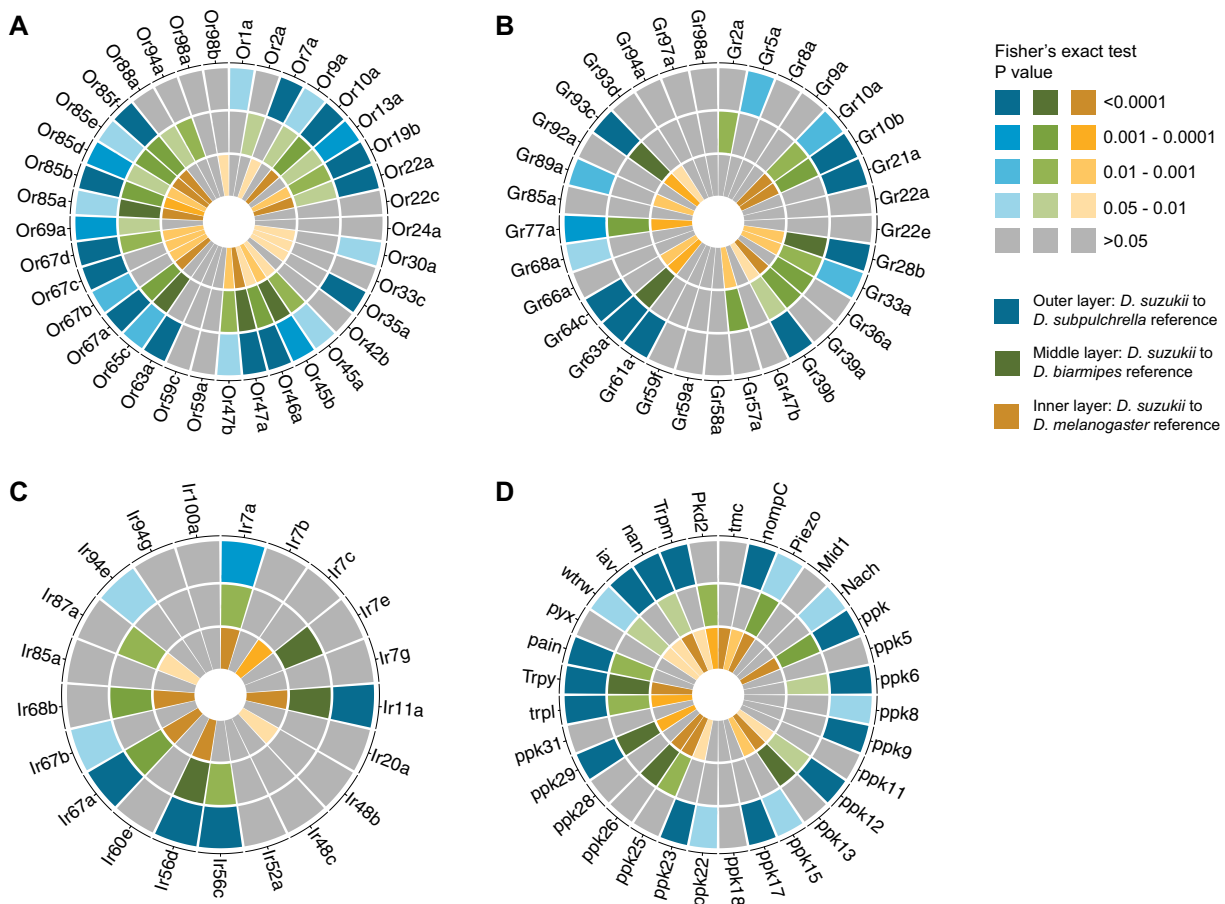 A
Or1a
Or2a
Or7a
Or9a
Or10a
Or13a
Or19b
Or22a
Or22c
Or24a
Or30a
Or33c
Or35a
Or42b
Or45a
Or45b
Or46a
Or47a
Or47b
Or59a
Or59c
Or63a
Or65c
Or67a
Or67b
Or67c
Or67d
Or69a
Or85a
Or85b
Or85d
Or85e
Or85f
Or88a
Or94a
Or98a
Or98b
B
Gr2a
Gr5a
Gr8a
Gr9a
Gr10a
Gr10b
Gr21a
Gr22a
Gr22e
Gr28b
Gr33a
Gr36a
Gr39a
Gr39b
Gr47b
Gr57a
Gr58a
Gr59a
Gr59f
Gr61a
Gr63a
Gr64c
Gr66a
Gr68a
Gr77a
Gr85a
Gr89a
Gr92a
Gr93c
Gr93d
Gr94a
Gr97a
Gr98a
Fisher's exact test
P value
<0.0001
0.001 - 0.0001
0.01 - 0.001
0.05 - 0.01
>0.05
Outer layer: D. suzukii to
D. subpulchrella reference
Middle layer: D. suzukii to
D. biarmipes reference
Inner layer: D. suzukii to
D. melanogaster reference
C
Ir7a
Ir7b
Ir7c
Ir7e
Ir7g
Ir11a
Ir20a
Ir48b
Ir48c
Ir52a
Ir56c
Ir56d
Ir60e
Ir67a
Ir67b
Ir68b
Ir85a
Ir87a
Ir94e
Ir94g
Ir100a
D
tmc
nompC
Piezo
Mid1
Nach
ppk
ppk5
ppk6
ppk8
ppk9
ppk11
ppk12
ppk13
ppk15
ppk17
ppk18
ppk22
ppk23
ppk25
ppk26
ppk28
ppk29
ppk31
trpl
Trpy
pain
pyx
wtrw
iav
nan
Trpm
Pkd2